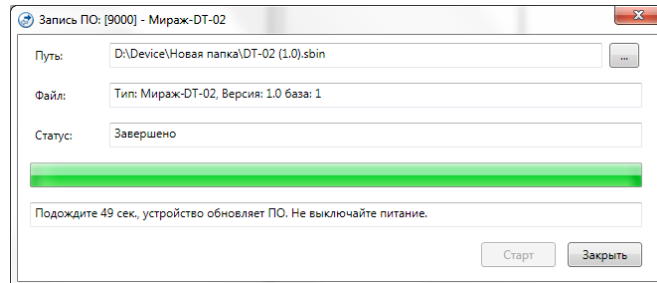 Запись ПО: [9000] - Мираж-DT-02
Путь: D:\Device\Новая папка\DT-02 (1.0).sbin ...
Файл: Тип: Мираж-DT-02, Версия: 1.0 база: 1
Статус: Завершено
Подождите 49 сек., устройство обновляет ПО. Не выключайте питание.
Старт Закрыть